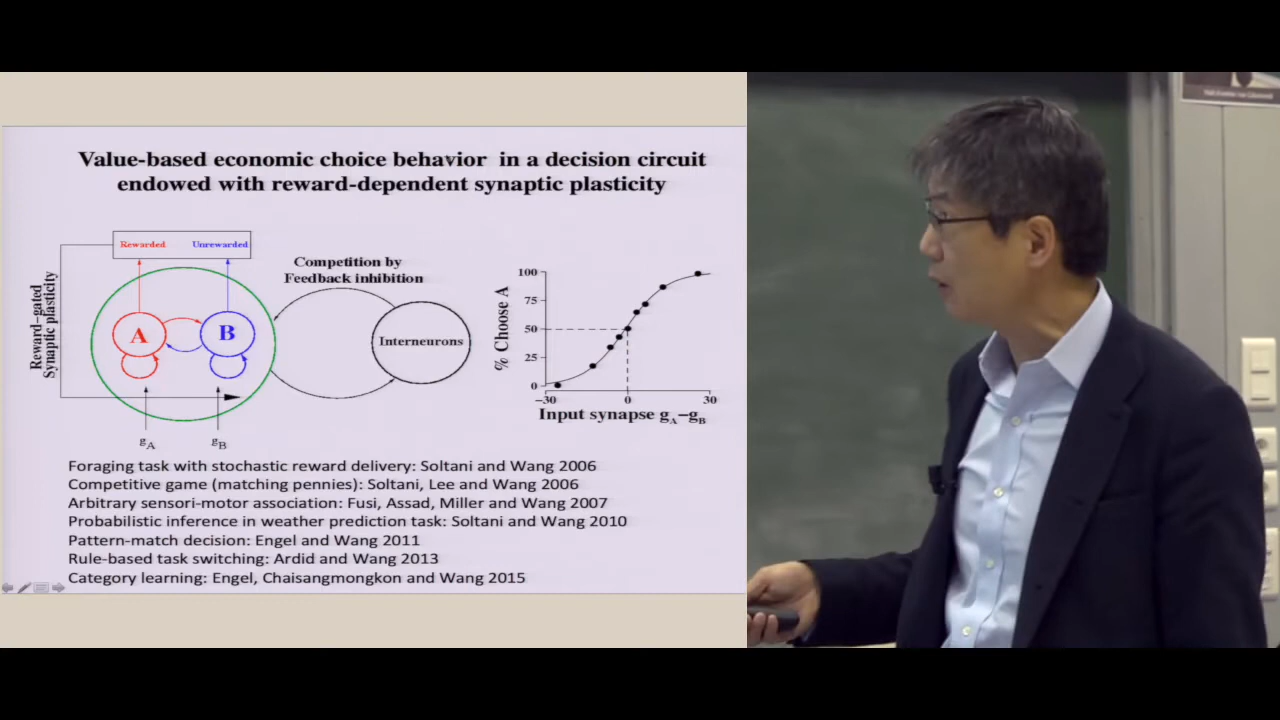 Value-based economic choice behavior in a decision circuit
endowed with reward-dependent synaptic plasticity
Rewarded
Unrewarded
Reward-gated
Synaptic plasticity
A
B
gA
gB
Competition by
Feedback inhibition
Interneurons
% Choose A
100
75
50
25
0
-30
0
30
Input synapse gA-gB
Foraging task with stochastic reward delivery: Soltani and Wang 2006
Competitive game (matching pennies): Soltani, Lee and Wang 2006
Arbitrary sensori-motor association: Fusi, Assad, Miller and Wang 2007
Probabilistic inference in weather prediction task: Soltani and Wang 2010
Pattern-match decision: Engel and Wang 2011
Rule-based task switching: Ardid and Wang 2013
Category learning: Engel, Chaisangmongkon and Wang 2015